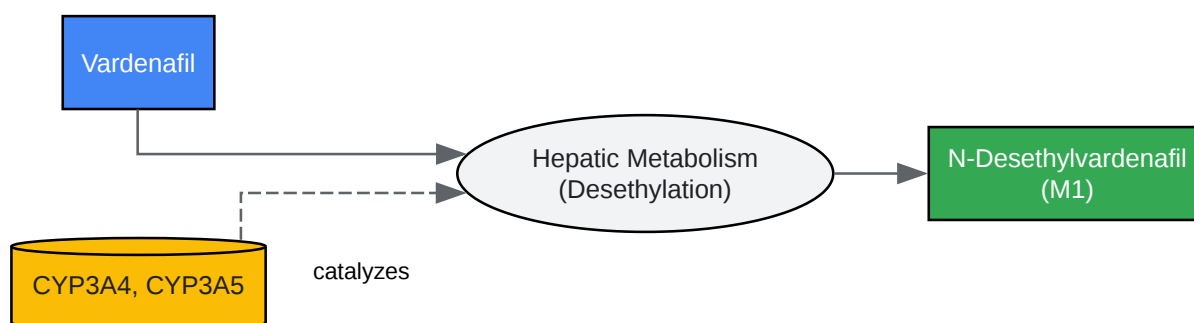 Vardenafil
Hepatic Metabolism
(Desethylation)
N-Desethylvardenafil
(M1)
CYP3A4, CYP3A5
catalyzes